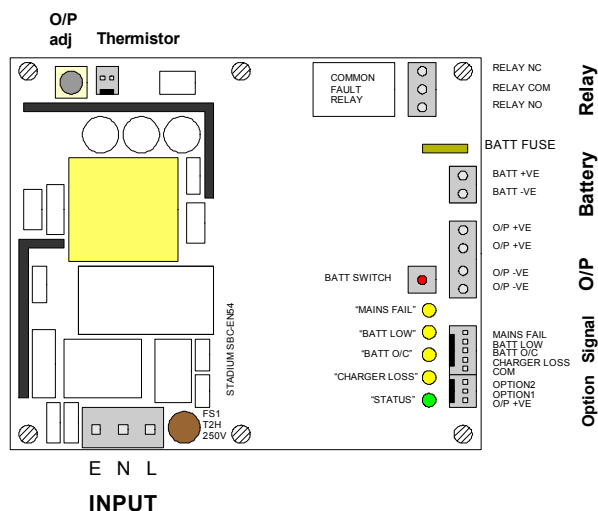 O/P
adj
Thermistor
COMMON
FAULT
RELAY
RELAY NC
RELAY COM
RELAY NO
Relay
BATT FUSE
BATT +VE
BATT -VE
Battery
O/P +VE
O/P +VE
O/P -VE
O/P -VE
O/P
BATT SWITCH
"MAINS FAIL"
"BATT LOW"
"BATT O/C"
"CHARGER LOSS"
"STATUS"
MAINS FAIL
BATT LOW
BATT O/C
CHARGER LOSS
COM
Signal
OPTION2
OPTION1
O/P +VE
Option
STADIUM SBC-EN54
FS1
T2H
250V
E N L
INPUT